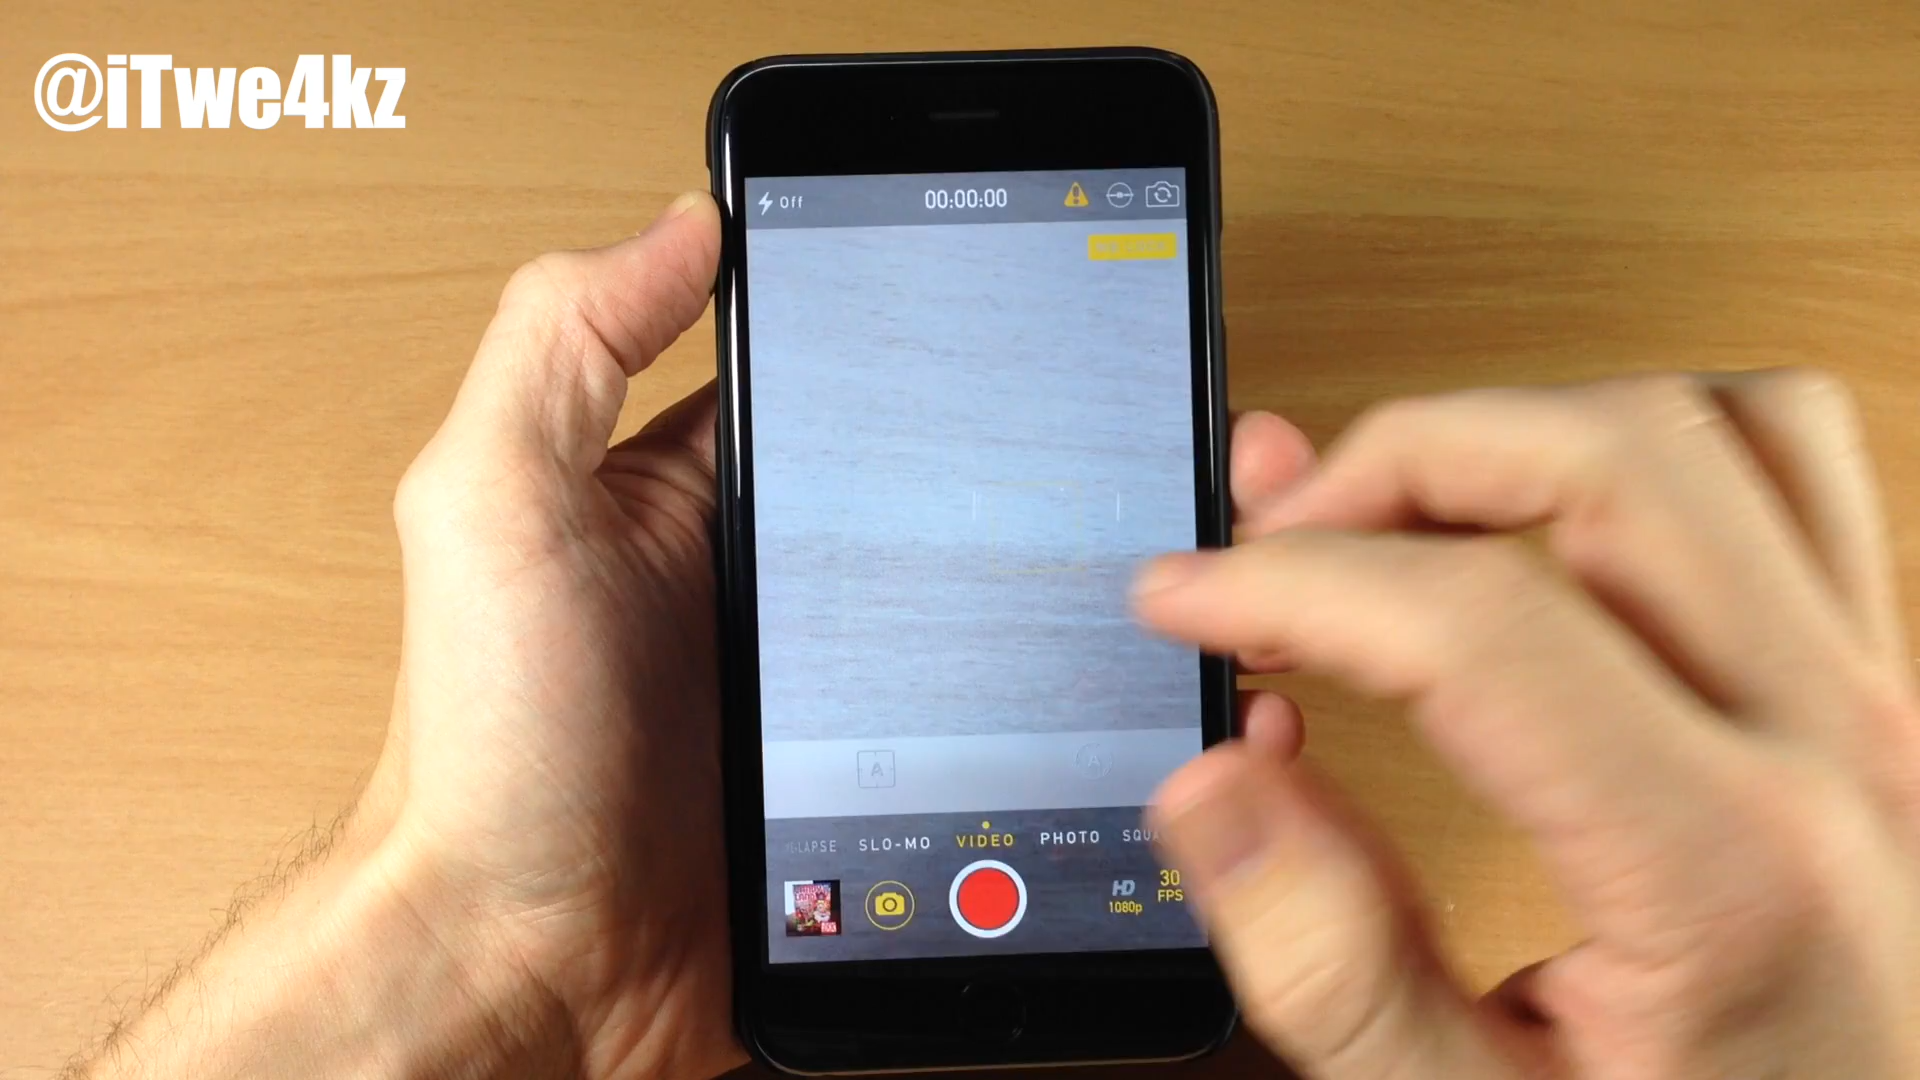 @iTwe4kz
Off
00:00:00
A
A
SLO-MO
VIDEO
PHOTO
HD
1080p
30
FPS